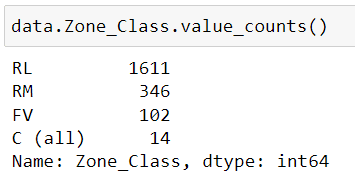 data.Zone_Class.value_counts()
RL 1611
RM 346
FV 102
C (all) 14
Name: Zone_Class, dtype: int64